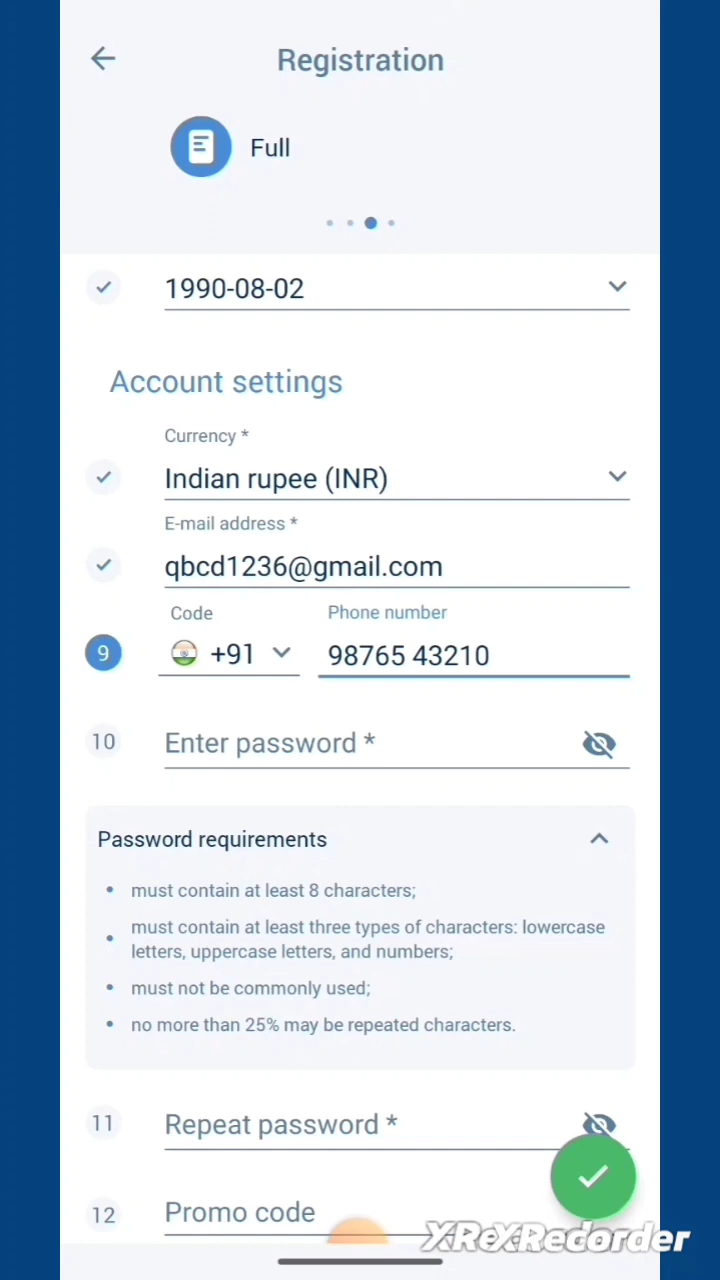 Registration
Full
1990-08-02
Account settings
Currency *
Indian rupee (INR)
E-mail address *
qbcd1236@gmail.com
Code
Phone number
9
+91
98765 43210
10
Enter password *
Password requirements
• must contain at least 8 characters;
• must contain at least three types of characters: lowercase
letters, uppercase letters, and numbers;
• must not be commonly used;
• no more than 25% may be repeated characters.
11
Repeat password *
12
Promo code
XRecorder